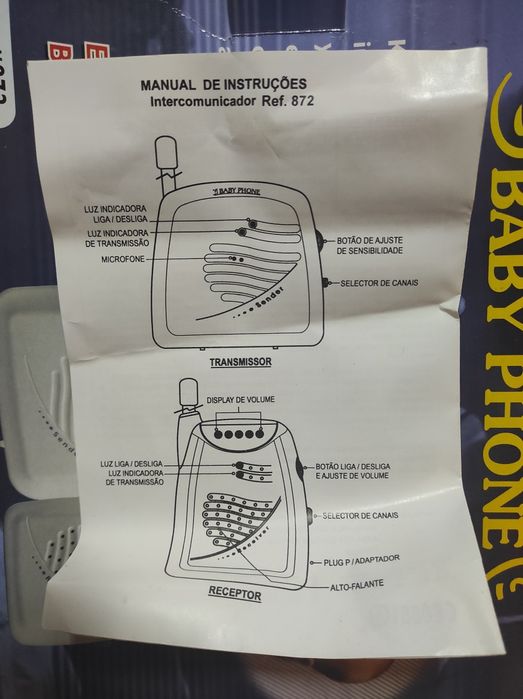 MANUAL DE INSTRUÇÕES
Intercomunicador Ref. 872
BABY PHONE
LUZ INDICADORA
LIGA / DESLIGA
LUZ INDICADORA
DE TRANSMISSÃO
MICROFONE
BOTÃO DE AJUSTE
DE SENSIBILIDADE
SELECTOR DE CANAIS
Sender
TRANSMISSOR
DISPLAY DE VOLUME
LUZ LIGA / DESLIGA
LUZ INDICADORA
DE TRANSMISSÃO
BOTÃO LIGA / DESLIGA
E AJUSTE DE VOLUME
SELECTOR DE CANAIS
PLUG P / ADAPTADOR
ALTO-FALANTE
RECEPTOR
BABY PHONE
Sender